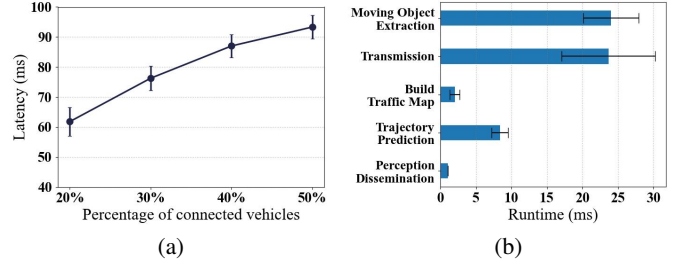 100
90
80
70
60
50
40
Latency (ms)
20%
30%
40%
50%
Percentage of connected vehicles
(a)
Moving Object
Extraction
Transmission
Build
Traffic Map
Trajectory
Prediction
Perception
Dissemination
0
5
10
15
20
25
30
Runtime (ms)
(b)